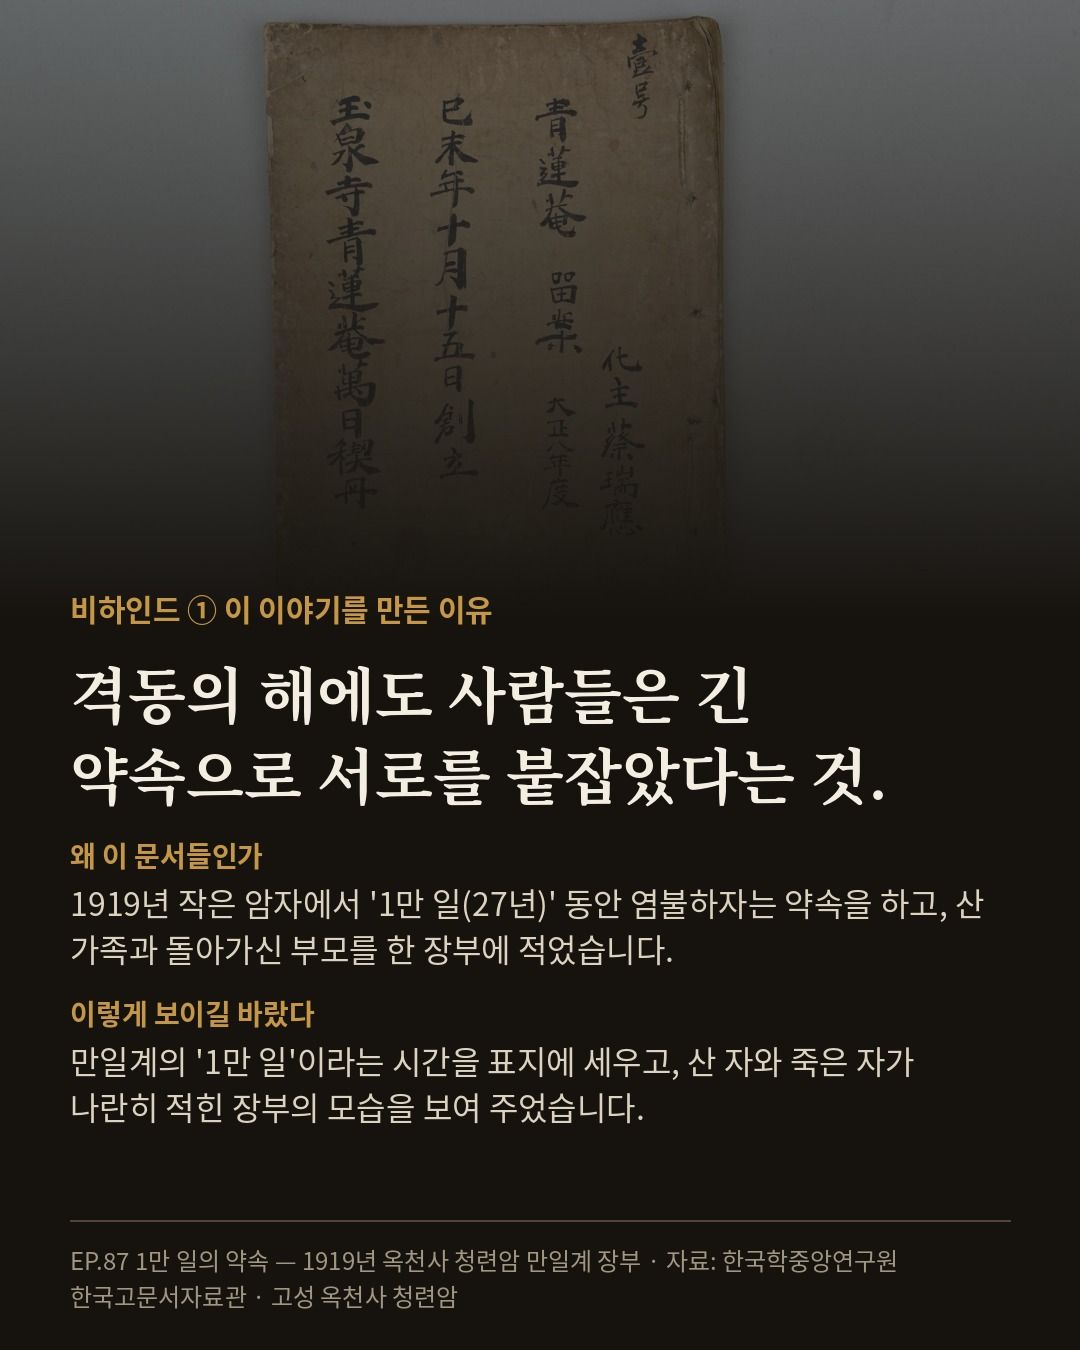 壹号
青蓮菴 畱案 大正八年度
化主 蔡瑞應
己未年十月十五日創立
玉泉寺青蓮菴萬日稧冊
비하인드 ① 이 이야기를 만든 이유
격동의 해에도 사람들은 긴
약속으로 서로를 붙잡았다는 것.
왜 이 문서들인가
1919년 작은 암자에서 '1만 일(27년)' 동안 염불하자는 약속을 하고, 산
가족과 돌아가신 부모를 한 장부에 적었습니다.
이렇게 보이길 바랐다
만일계의 '1만 일'이라는 시간을 표지에 세우고, 산 자와 죽은 자가
나란히 적힌 장부의 모습을 보여 주었습니다.
EP.87 1만 일의 약속 — 1919년 옥천사 청련암 만일계 장부 · 자료: 한국학중앙연구원
한국고문서자료관 · 고성 옥천사 청련암